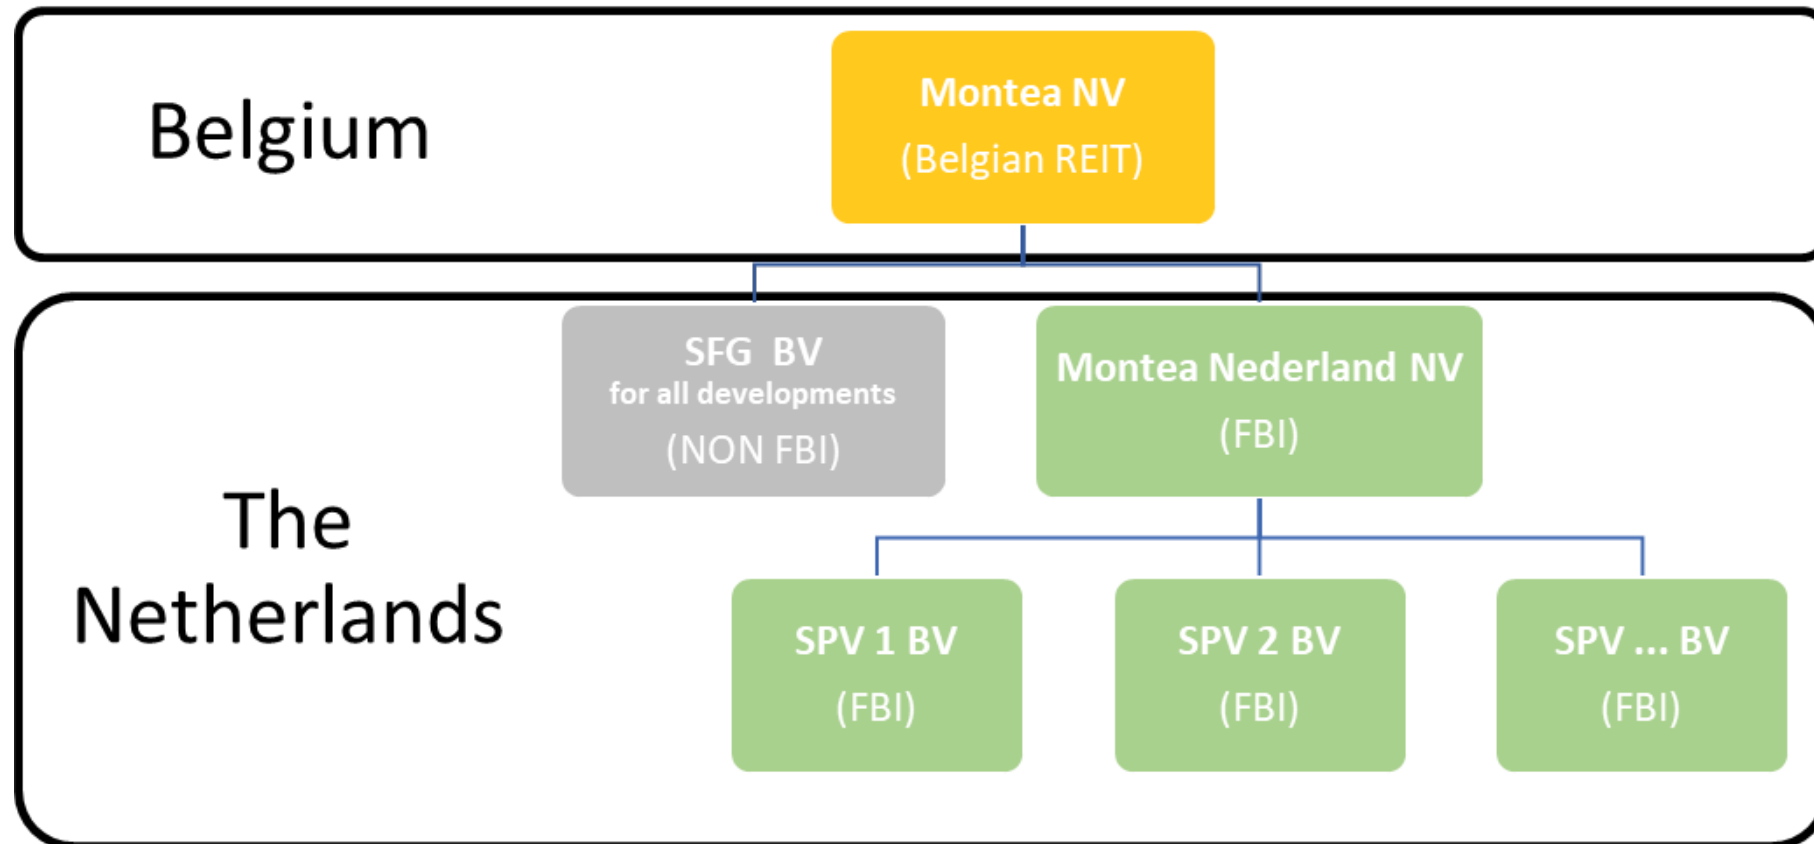 Belgium
Montea NV
(Belgian REIT)
The
Netherlands
SFG BV
for all developments
(NON FBI)
Montea Nederland NV
(FBI)
SPV 1 BV
(FBI)
SPV 2 BV
(FBI)
SPV ... BV
(FBI)